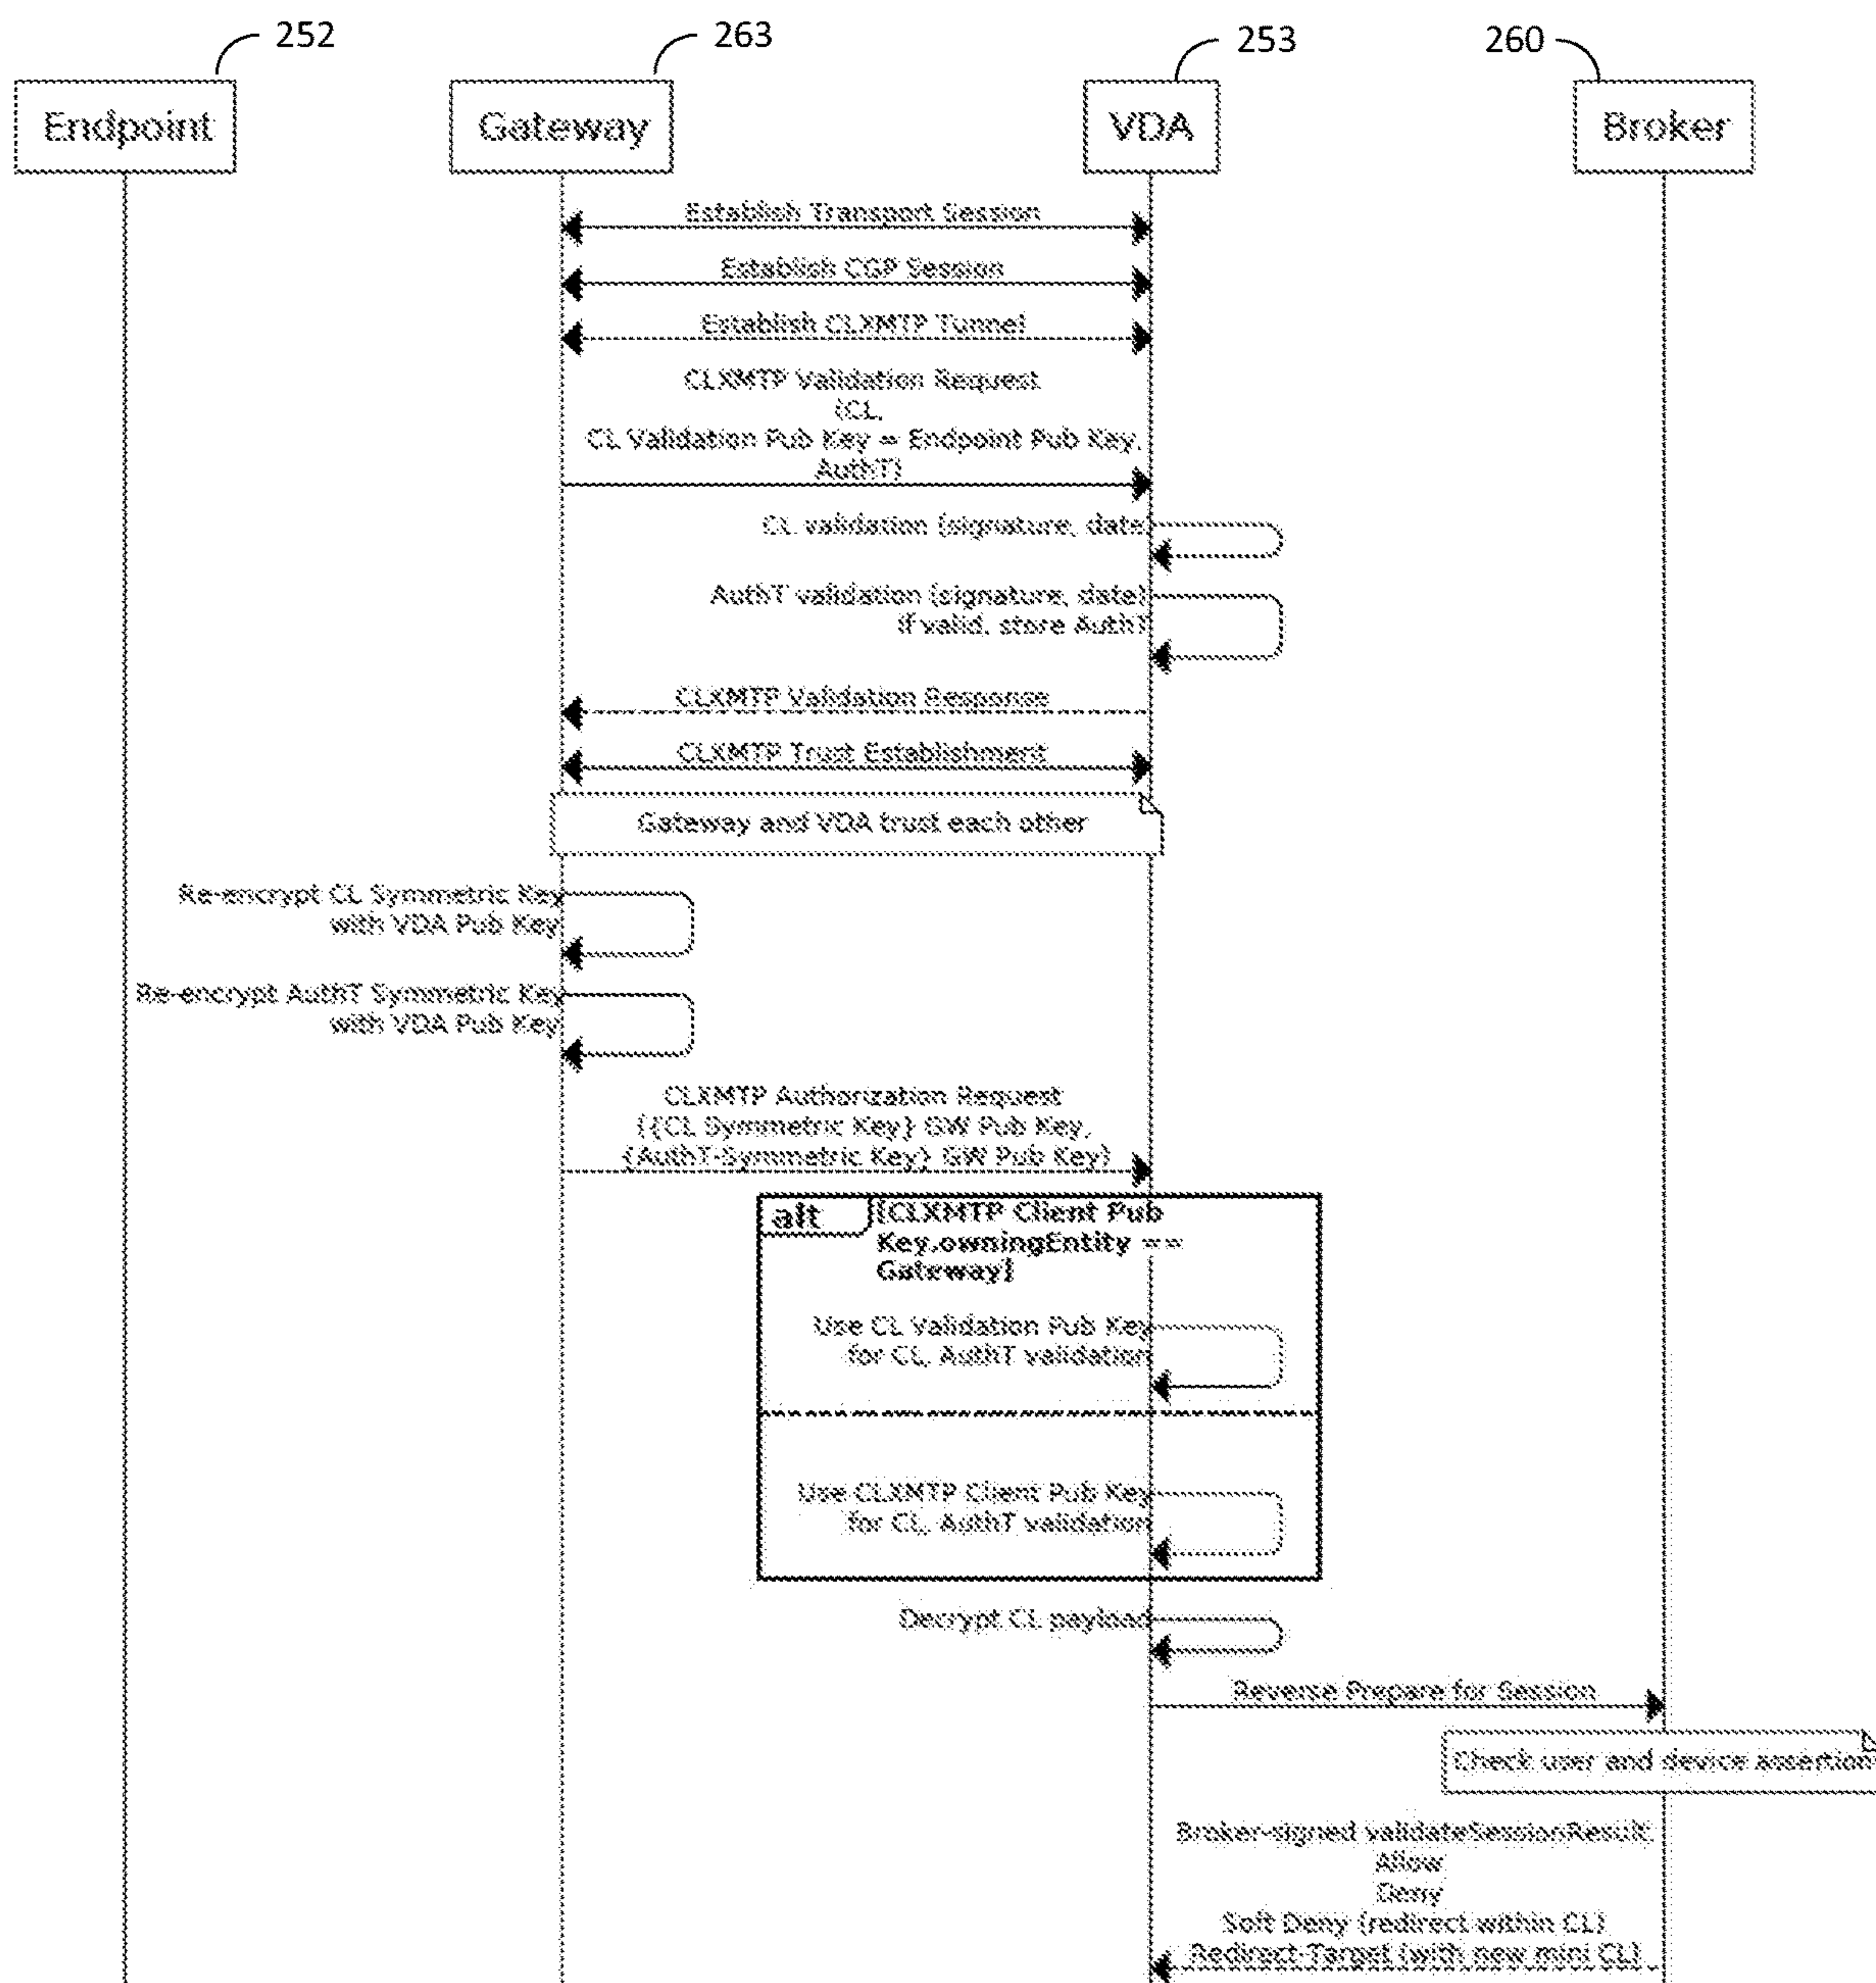 252
263
253
260
Endpoint
Gateway
VDA
Broker
Establish Transport Session
Establish CGP Session
Establish CLXMTP Tunnel
CLXMTP Validation Request
(CL,
CL Validation Pub Key = Endpoint Pub Key,
AuthT)
CL validation (signature, date
AuthT validation (signature, date)
if valid, store AuthT
CLXMTP Validation Response
CLXMTP Trust Establishment
Gateway and VDA trust each other
Re-encrypt CL Symmetric Key
with VDA Pub Key
Re-encrypt AuthT Symmetric Key
with VDA Pub Key
CLXMTP Authorization Request
({CL Symmetric Key} GW Pub Key,
{AuthT-Symmetric Key} GW Pub Key)
alt
[CLXMTP Client Pub
Key.owningEntity ==
Gateway]
Use CL Validation Pub Key
for CL, AuthT validation
Use CLXMTP Client Pub Key
for CL, AuthT validation
Decrypt CL payload
Reverse Prepare for Session
Check user and device assertion
Broker-signed validateSessionResult,
Allow
Deny
Soft Deny (redirect within CL)
Redirect-Target (with new mini CL)